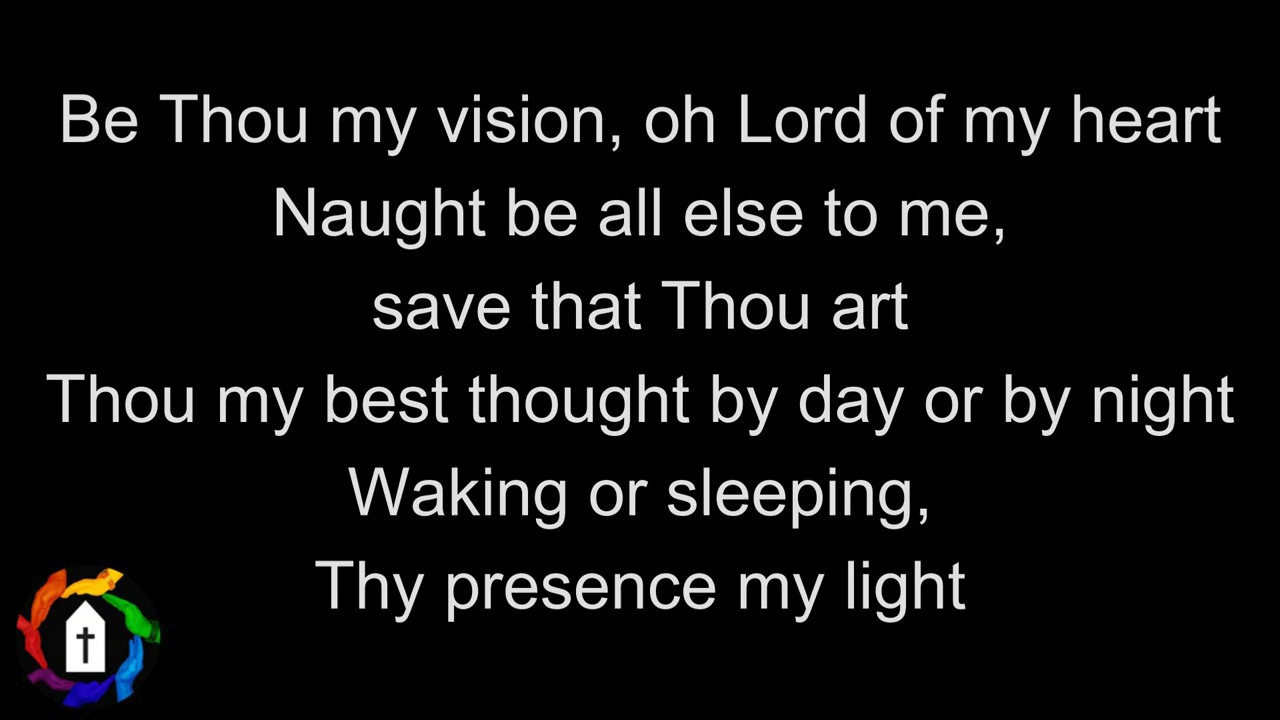 Be Thou my vision, oh Lord of my heart
Naught be all else to me,
save that Thou art
Thou my best thought by day or by night
Waking or sleeping,
Thy presence my light